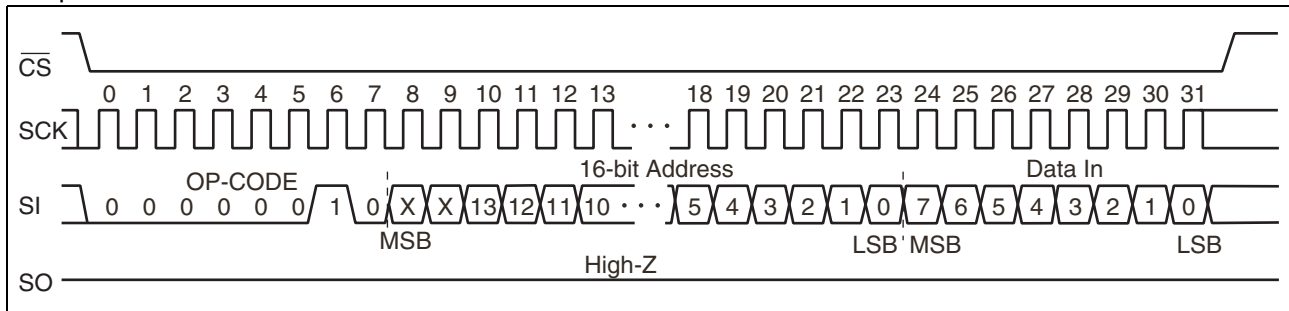 CS
0 1 2 3 4 5 6 7 8 9 10 11 12 13 18 19 20 21 22 23 24 25 26 27 28 29 30 31
SCK ···
OP-CODE 16-bit Address Data In
SI 0 0 0 0 0 0 1 0 X X 13 12 11 10 ··· 5 4 3 2 1 0 7 6 5 4 3 2 1 0
MSB LSB MSB LSB
High-Z
SO